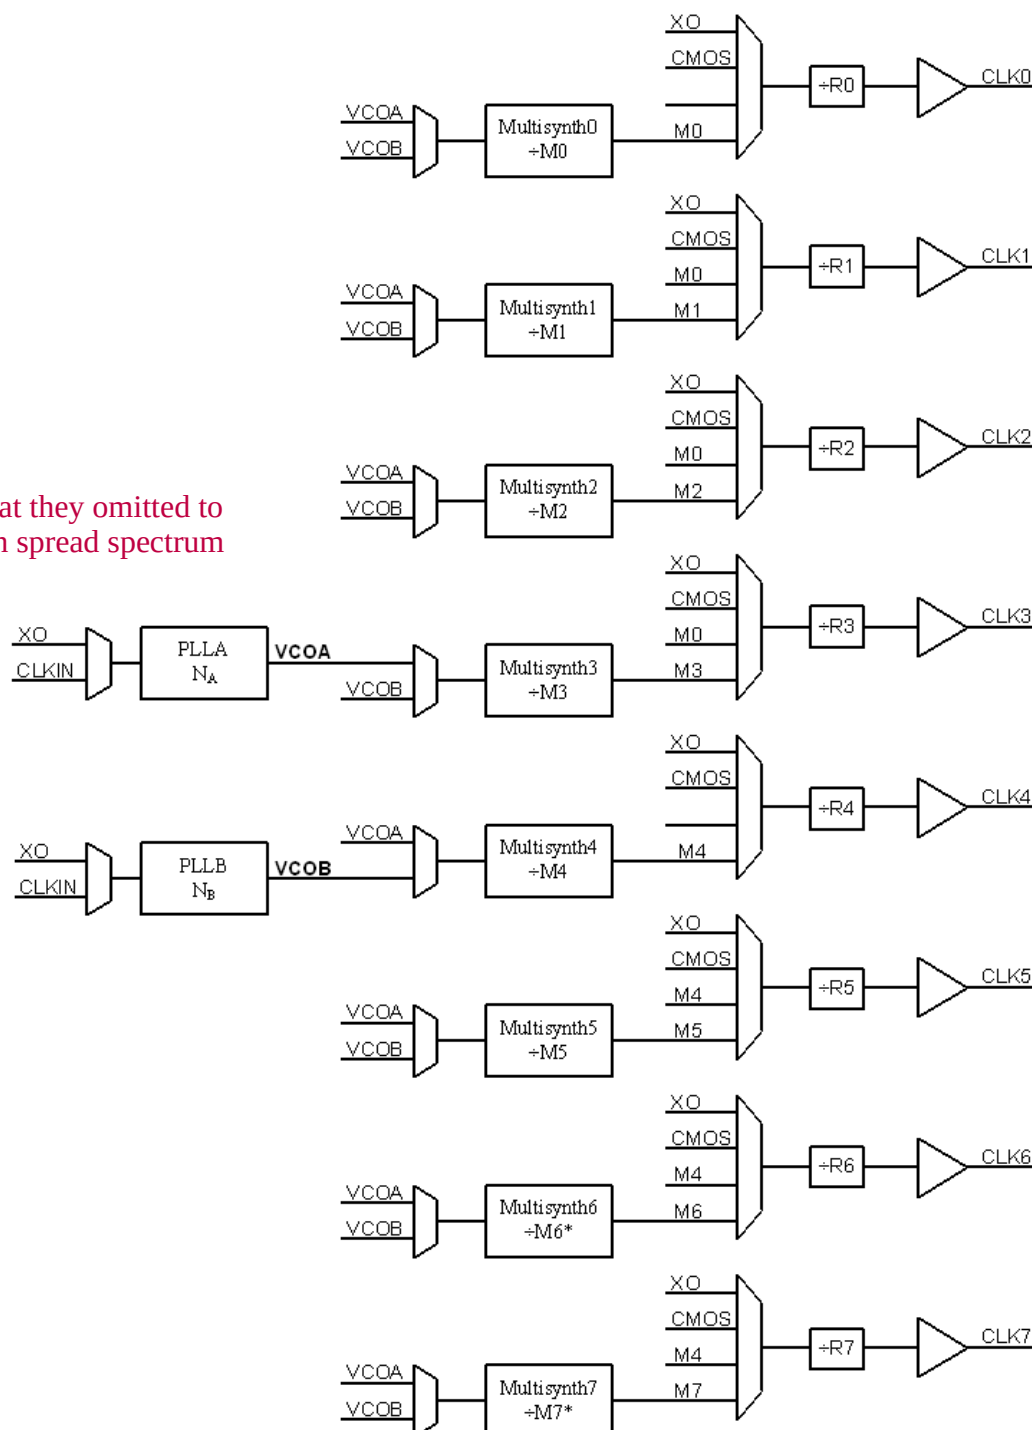 XO
CMOS
M0
÷R0
CLK0
VCOA
VCOB
Multisynth0
÷M0
XO
CMOS
M0
M1
÷R1
CLK1
VCOA
VCOB
Multisynth1
÷M1
XO
CMOS
M0
M2
÷R2
CLK2
VCOA
VCOB
Multisynth2
÷M2
at they omitted to
n spread spectrum
XO
CMOS
M0
M3
÷R3
CLK3
XO
CLKIN
PLLA
NA
VCOA
VCOB
Multisynth3
÷M3
XO
CMOS
M4
÷R4
CLK4
XO
CLKIN
PLLB
NB
VCOB
VCOA
Multisynth4
÷M4
XO
CMOS
M4
M5
÷R5
CLK5
VCOA
VCOB
Multisynth5
÷M5
XO
CMOS
M4
M6
÷R6
CLK6
VCOA
VCOB
Multisynth6
÷M6*
XO
CMOS
M4
M7
÷R7
CLK7
VCOA
VCOB
Multisynth7
÷M7*